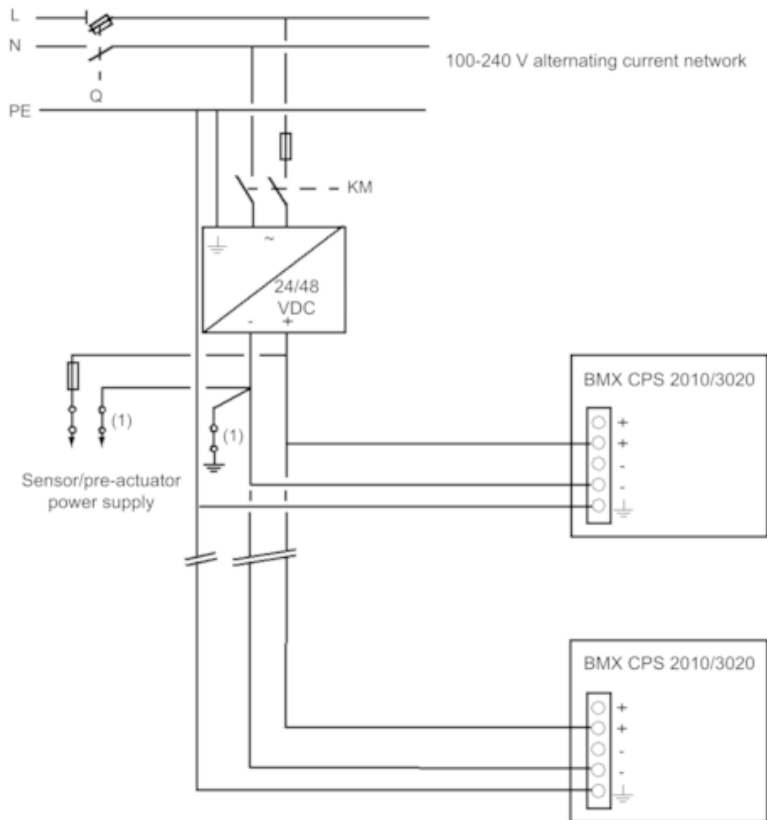 L
N
100-240 V alternating current network
Q
PE
KM
~
24/48
VDC
- +
BMX CPS 2010/3020
+
+
-
-
(1)
(1)
Sensor/pre-actuator
power supply
BMX CPS 2010/3020
+
+
-
-